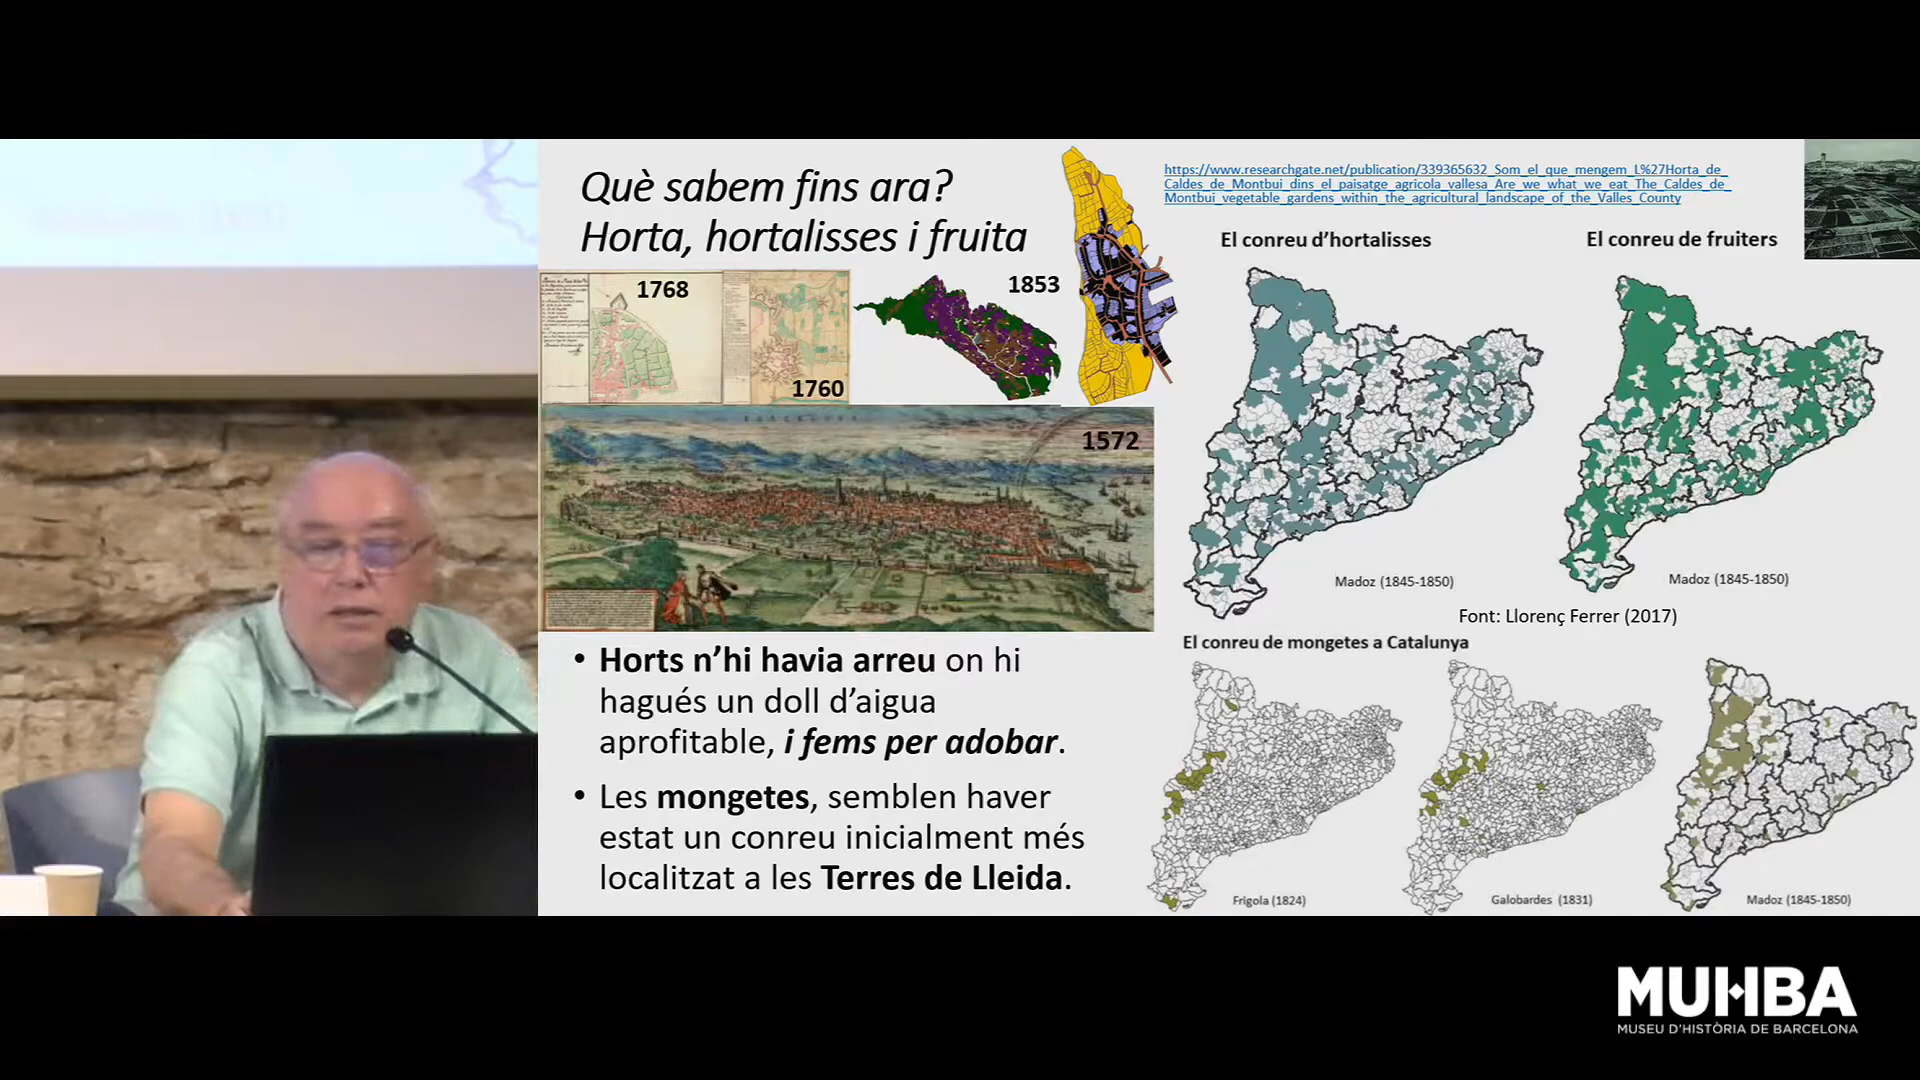 Què sabem fins ara?
Horta, hortalisses i fruita
https://www.researchgate.net/publication/339365632_Som_el_que_mengem_L%27Horta_de_
Caldes_de_Montbui_dins_el_paisatge_agricola_vallesa_Are_we_what_we_eat_The_Caldes_de_
Montbui_vegetable_gardens_within_the_agricultural_landscape_of_the_Valles_County
1768
1760
1853
1572
El conreu d’hortalisses
El conreu de fruiters
Madoz (1845-1850)
Madoz (1845-1850)
Font: Llorenç Ferrer (2017)
• Horts n’hi havia arreu on hi
hagués un doll d’aigua
aprofitable, i fems per adobar.
• Les mongetes, semblen haver
estat un conreu inicialment més
localitzat a les Terres de Lleida.
El conreu de mongetes a Catalunya
Frigola (1824)
Galobardes (1831)
Madoz (1845-1850)
MUHBA
MUSEU D'HISTÒRIA DE BARCELONA